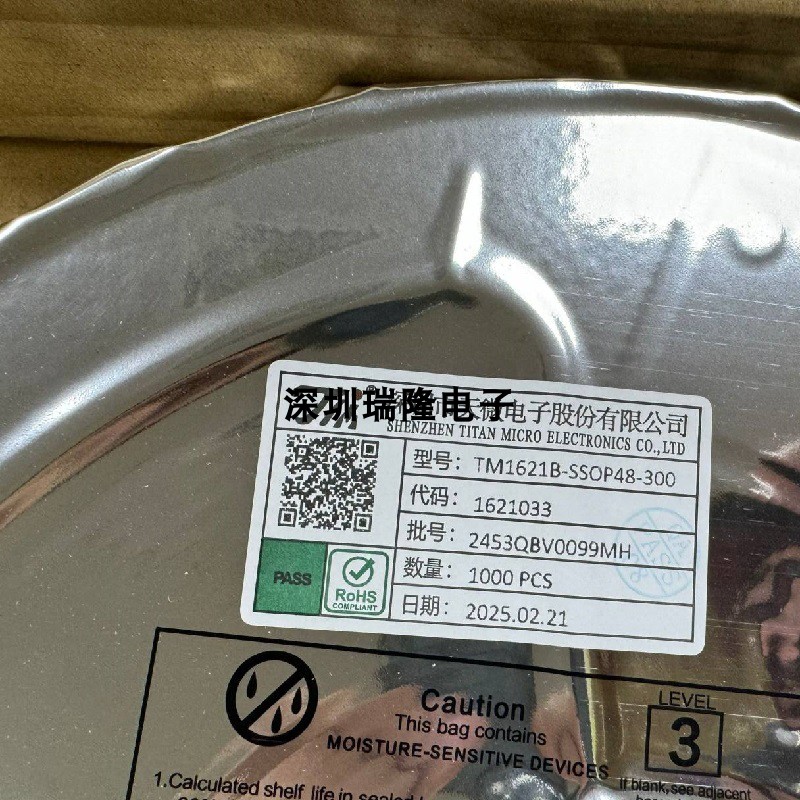 深圳瑞隆电子
微电子股份有限公司
SHENZHEN TITAN MICRO ELECTRONICS CO.,LTD
型号： TM1621B-SSOP48-300
代码： 1621033
批号： 2453QBV0099MH
数量： 1000 PCS
日期： 2025.02.21
PASS
RoHS
COMPLIANT
Caution
This bag contains
MOISTURE-SENSITIVE DEVICES
LEVEL
3
If blank, see adjacent
1.Calculated shelf life in sealed